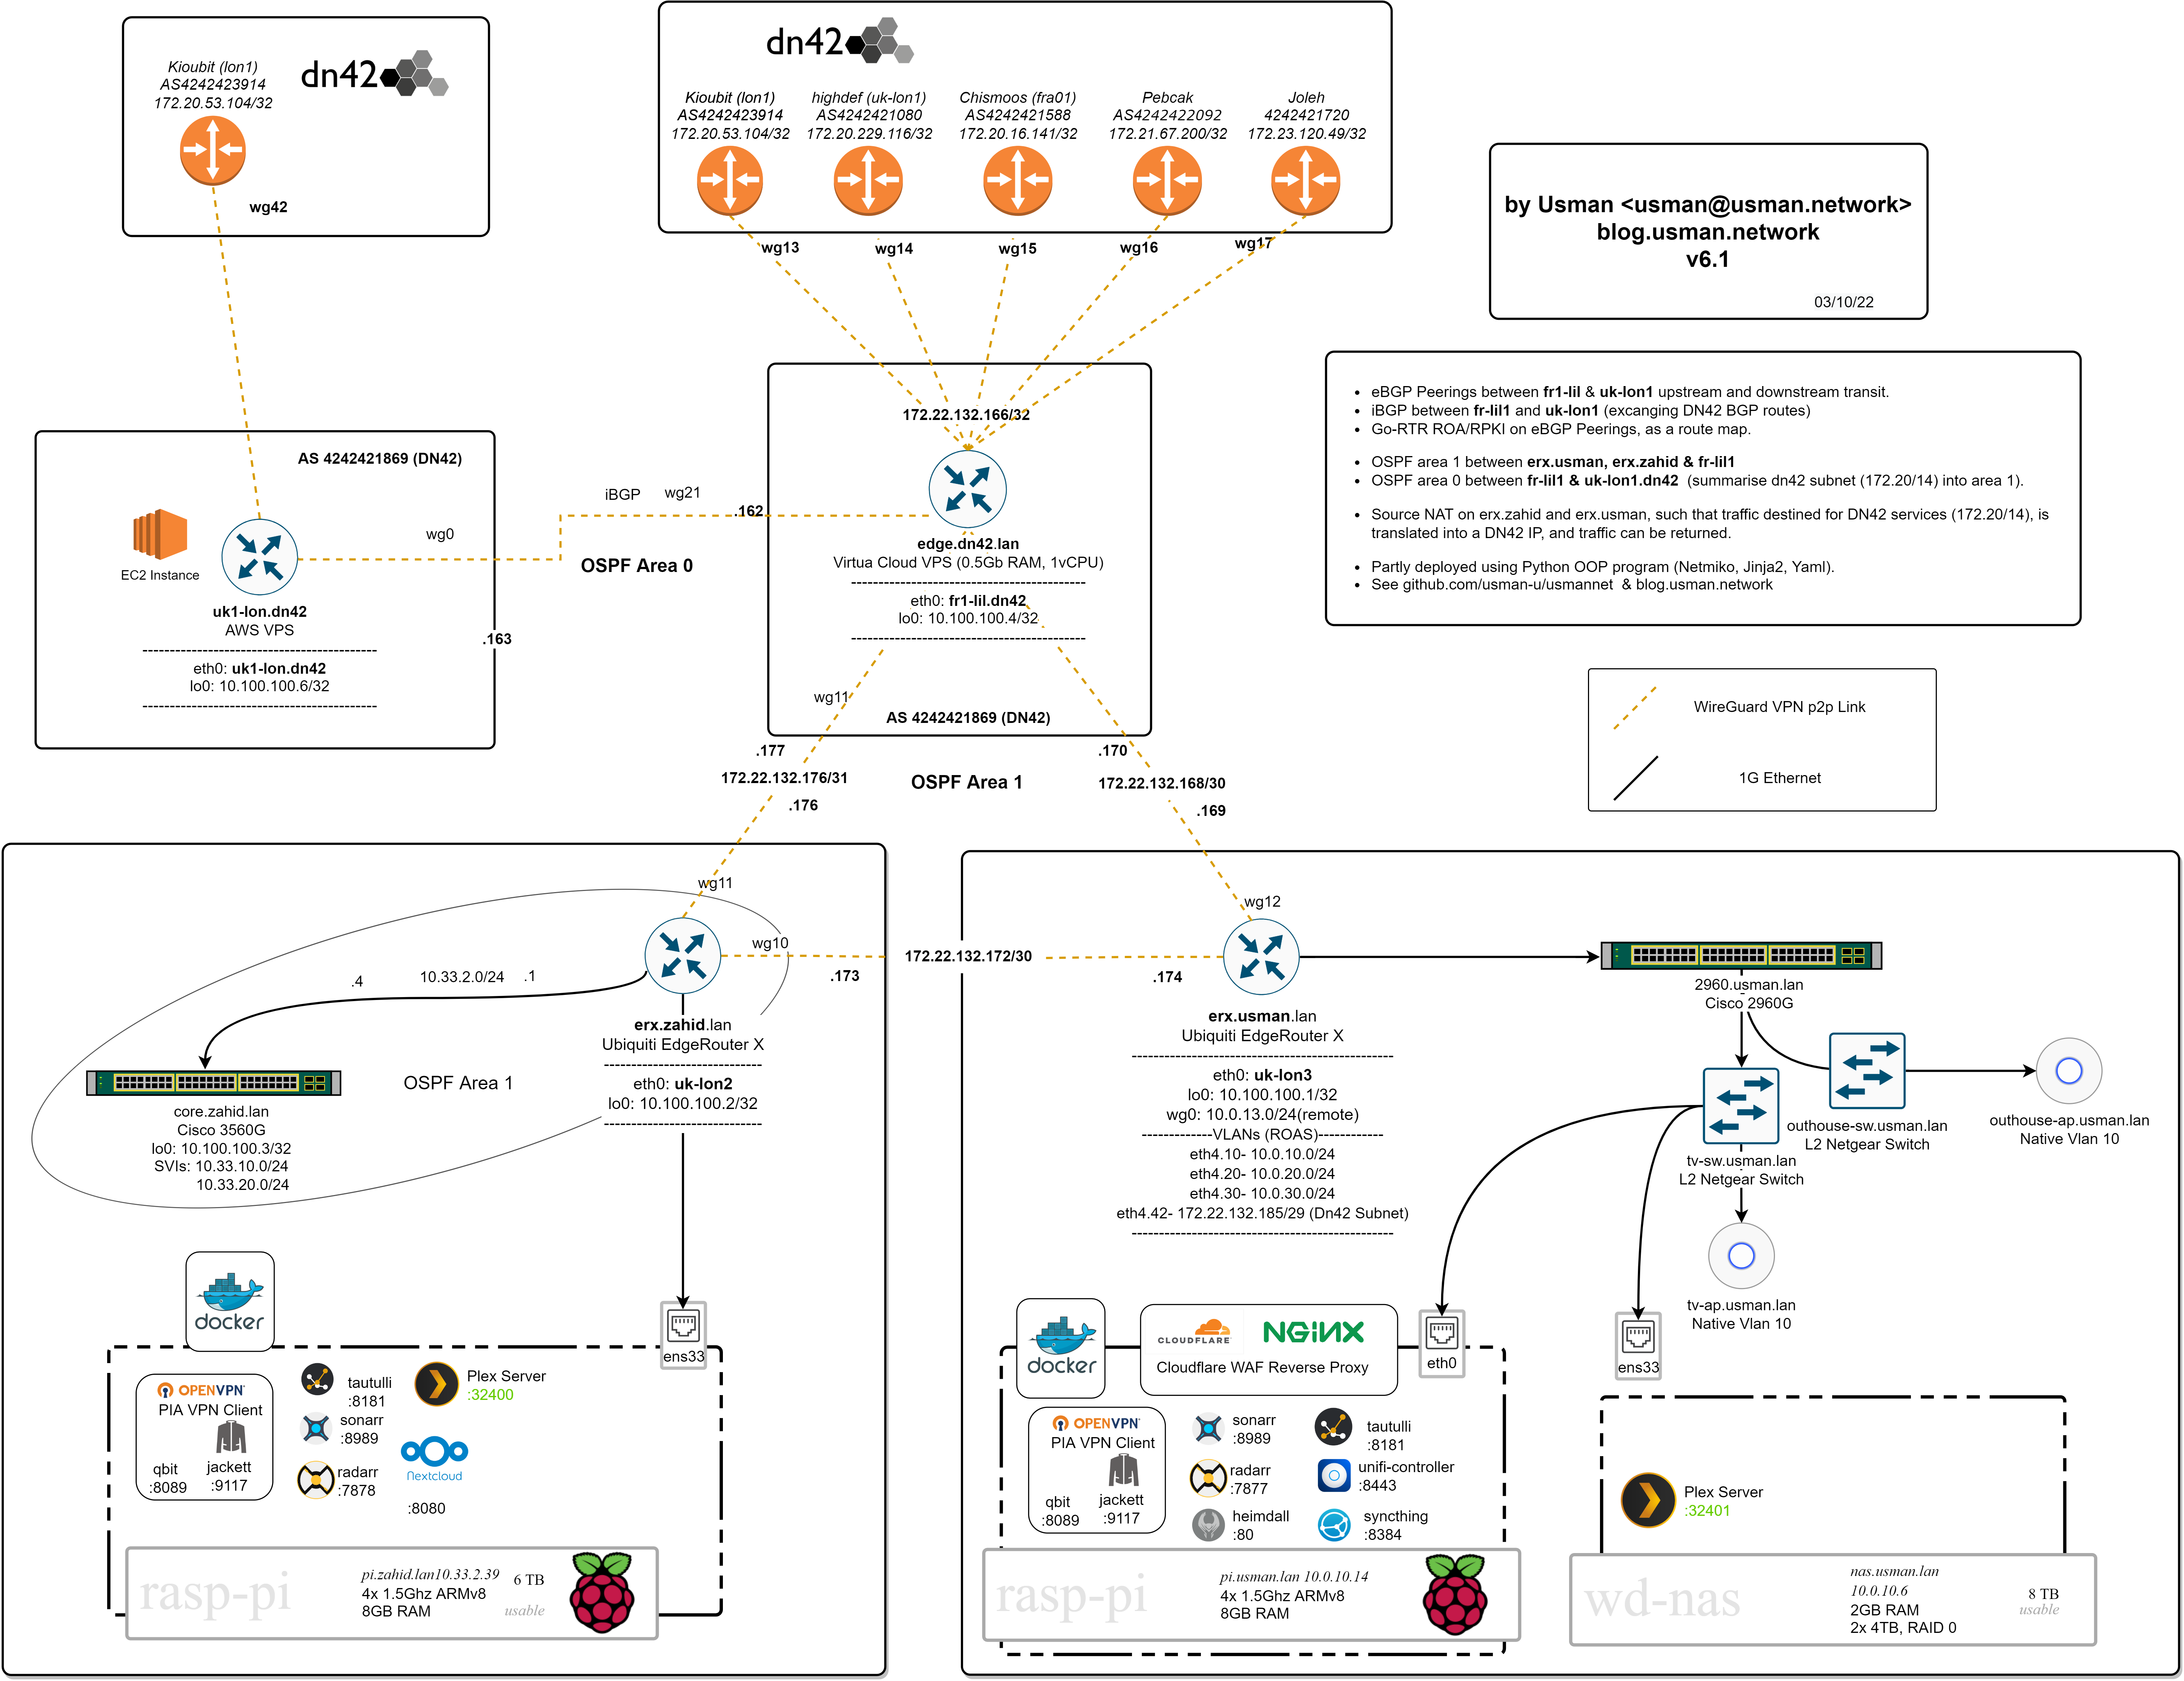 Kioubit (lon1)
AS4242423914
172.20.53.104/32
dn42
wg42
dn42
Kioubit (lon1)
AS4242423914
172.20.53.104/32
highdef (uk-lon1)
AS4242421080
172.20.229.116/32
Chismoos (fra01)
AS4242421588
172.20.16.141/32
Pebcak
AS4242422092
172.21.67.200/32
Joleh
4242421720
172.23.120.49/32
wg13
wg14
wg15
wg16
wg17
by Usman <usman@usman.network>
blog.usman.network
v6.1
03/10/22
• eBGP Peerings between fr1-lil & uk-lon1 upstream and downstream transit.
• iBGP between fr-lil1 and uk-lon1 (excanging DN42 BGP routes)
• Go-RTR ROA/RPKI on eBGP Peerings, as a route map.
• OSPF area 1 between erx.usman, erx.zahid & fr-lil1
• OSPF area 0 between fr-lil1 & uk-lon1.dn42 (summarise dn42 subnet (172.20/14) into area 1).
• Source NAT on erx.zahid and erx.usman, such that traffic destined for DN42 services (172.20/14), is
translated into a DN42 IP, and traffic can be returned.
• Partly deployed using Python OOP program (Netmiko, Jinja2, Yaml).
• See github.com/usman-u/usmannet & blog.usman.network
WireGuard VPN p2p Link
1G Ethernet
AS 4242421869 (DN42)
EC2 Instance
wg0
uk1-lon.dn42
AWS VPS
--------------------------------------------
eth0: uk1-lon.dn42
lo0: 10.100.100.6/32
--------------------------------------------
.163
iBGP
wg21
.162
OSPF Area 0
172.22.132.166/32
edge.dn42.lan
Virtua Cloud VPS (0.5Gb RAM, 1vCPU)
--------------------------------------------
eth0: fr1-lil.dn42
lo0: 10.100.100.4/32
--------------------------------------------
wg11
AS 4242421869 (DN42)
.177
172.22.132.176/31
.176
OSPF Area 1
.170
172.22.132.168/30
.169
wg11
wg10
.173
172.22.132.172/30
.174
wg12
.4
10.33.2.0/24
.1
erx.zahid.lan
Ubiquiti EdgeRouter X
-----------------------------
eth0: uk-lon2
lo0: 10.100.100.2/32
-----------------------------
OSPF Area 1
core.zahid.lan
Cisco 3560G
lo0: 10.100.100.3/32
SVIs: 10.33.10.0/24
10.33.20.0/24
docker
ens33
OPENVPN
PIA VPN Client
qbit
:8089
jackett
:9117
tautulli
:8181
sonarr
:8989
radarr
:7878
Plex Server
:32400
Nextcloud
:8080
rasp-pi
pi.zahid.lan10.33.2.39
4x 1.5Ghz ARMv8
8GB RAM
6 TB
usable
erx.usman.lan
Ubiquiti EdgeRouter X
-------------------------------------------------
eth0: uk-lon3
lo0: 10.100.100.1/32
wg0: 10.0.13.0/24(remote)
-------------VLANs (ROAS)------------
eth4.10- 10.0.10.0/24
eth4.20- 10.0.20.0/24
eth4.30- 10.0.30.0/24
eth4.42- 172.22.132.185/29 (Dn42 Subnet)
-------------------------------------------------
2960.usman.lan
Cisco 2960G
outhouse-sw.usman.lan
L2 Netgear Switch
outhouse-ap.usman.lan
Native Vlan 10
tv-sw.usman.lan
L2 Netgear Switch
tv-ap.usman.lan
Native Vlan 10
docker
CLOUDFLARE
NGINX
Cloudflare WAF Reverse Proxy
eth0
ens33
OPENVPN
PIA VPN Client
qbit
:8089
jackett
:9117
sonarr
:8989
radarr
:7877
heimdall
:80
tautulli
:8181
unifi-controller
:8443
syncthing
:8384
rasp-pi
pi.usman.lan 10.0.10.14
4x 1.5Ghz ARMv8
8GB RAM
Plex Server
:32401
wd-nas
nas.usman.lan
10.0.10.6
2GB RAM
2x 4TB, RAID 0
8 TB
usable